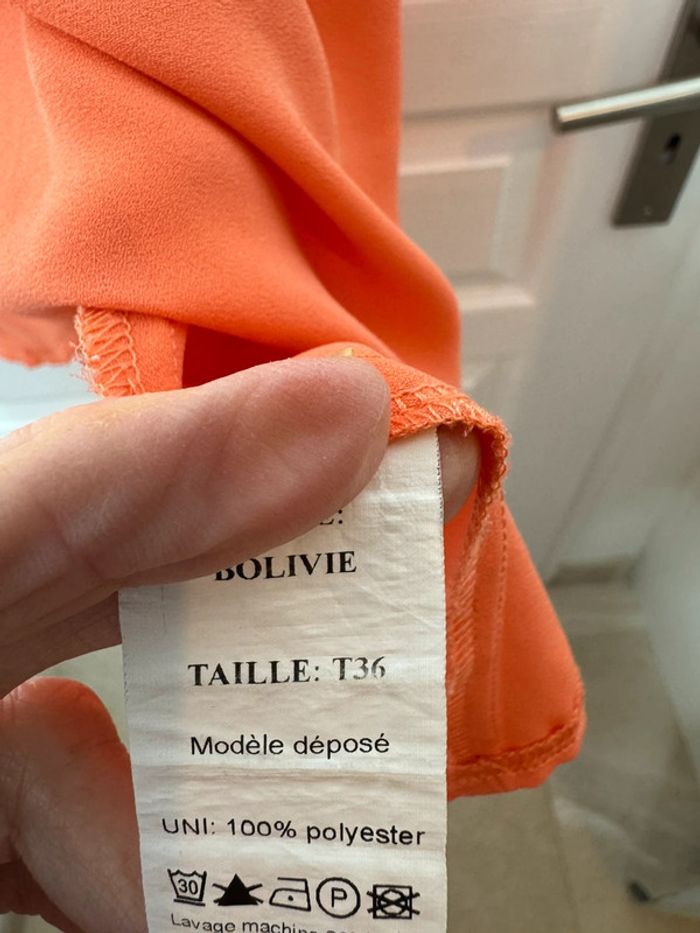 BOLIVIE
TAILLE: T36
Modèle déposé
UNI: 100% polyester
30 P
Lavage machine